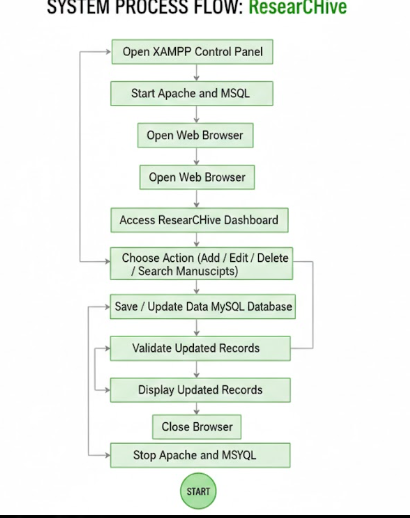 SYSTEM PROCESS FLOW: ResearCHive
Open XAMPP Control Panel
Start Apache and MSQL
Open Web Browser
Open Web Browser
Access ResearCHive Dashboard
Choose Action (Add / Edit / Delete
/ Search Manuscipts)
Save / Update Data MySQL Database
Validate Updated Records
Display Updated Records
Close Browser
Stop Apache and MSYQL
START